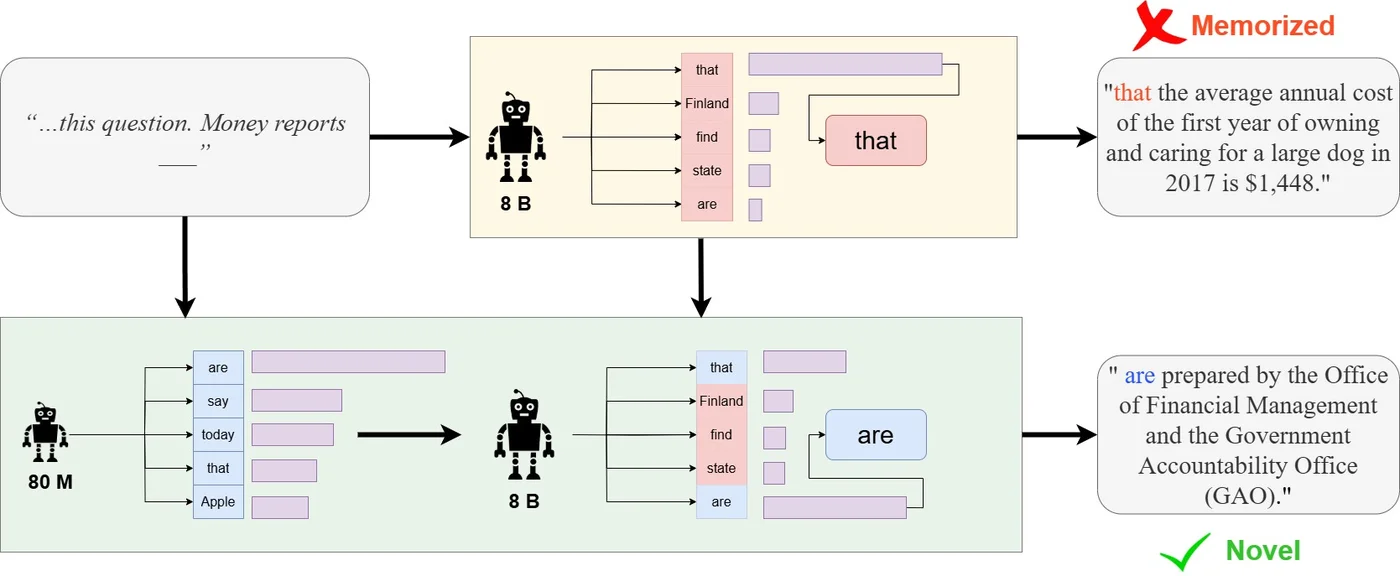 Memorized
“…this question. Money reports
___”
8 B
that
Finland
find
state
are
that
"that the average annual cost
of the first year of owning
and caring for a large dog in
2017 is $1,448."
80 M
are
say
today
that
Apple
8 B
that
Finland
find
state
are
are
" are prepared by the Office
of Financial Management
and the Government
Accountability Office
(GAO)."
Novel